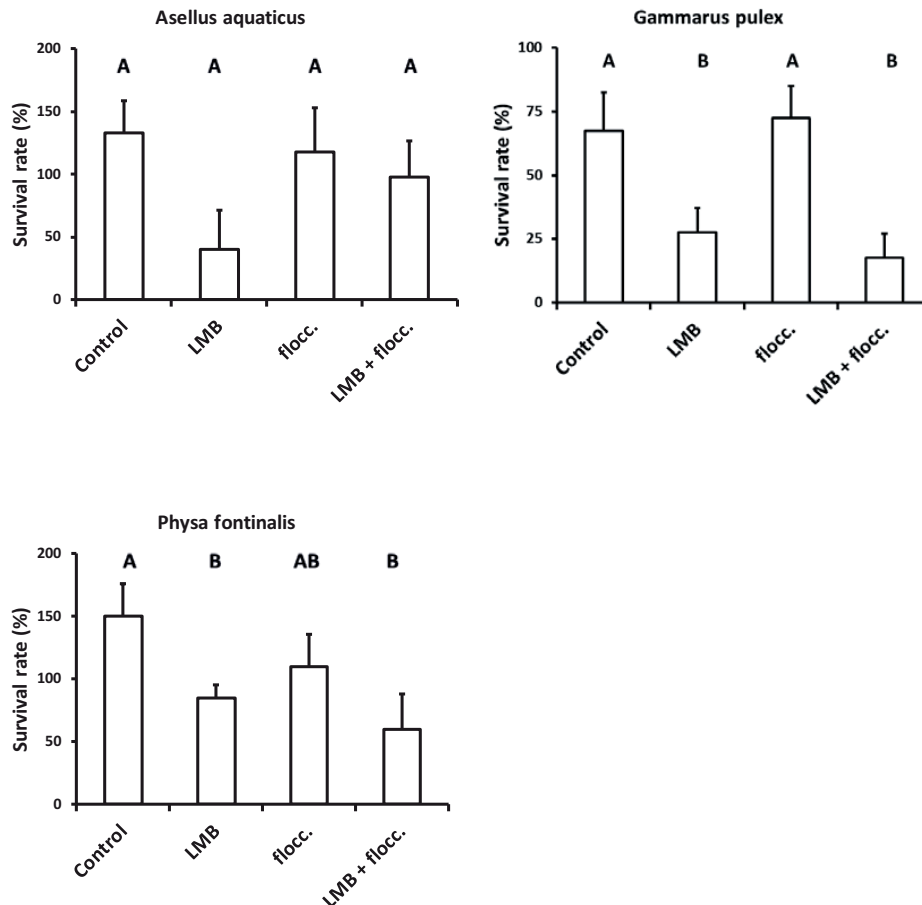 Asellus aquaticus
Survival rate (%)
200
150
100
50
0
A A A A
Control LMB flocc. LMB + flocc.
Gammarus pulex
Survival rate (%)
100
75
50
25
0
A B A B
Control LMB flocc. LMB + flocc.
Physa fontinalis
Survival rate (%)
200
150
100
50
0
A B AB B
Control LMB flocc. LMB + flocc.